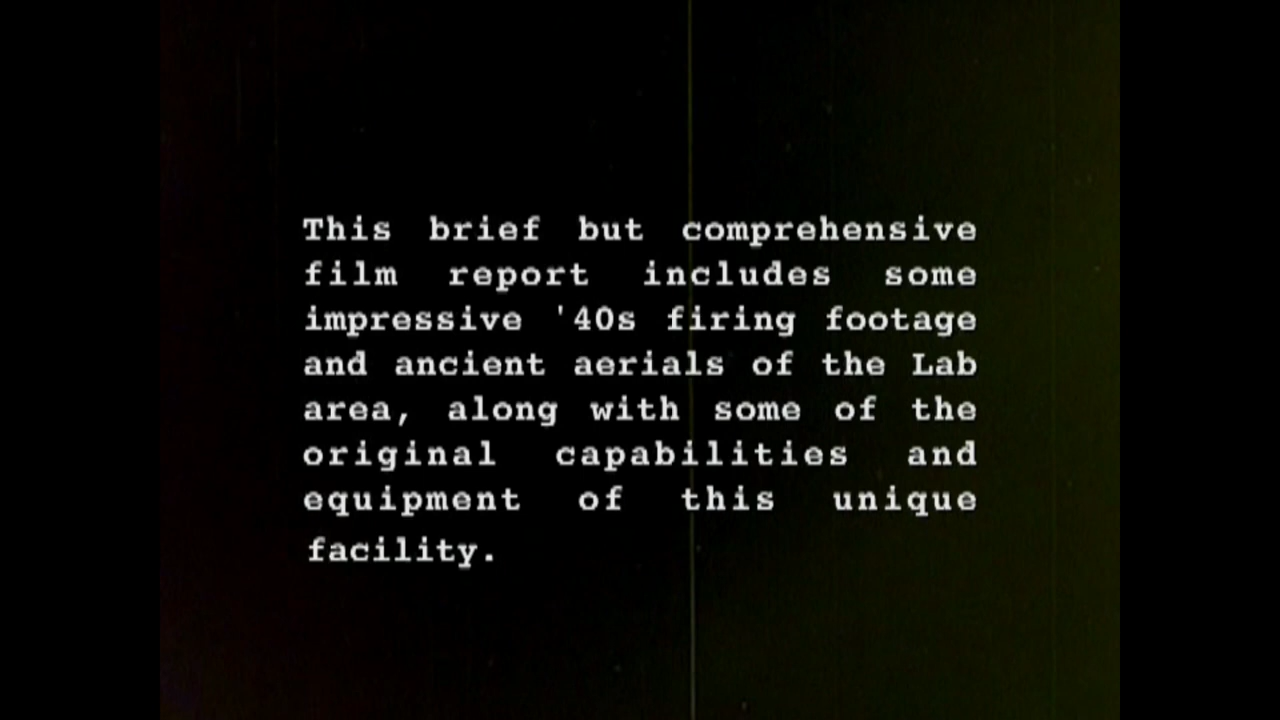 This brief but comprehensive
film report includes some
impressive '40s firing footage
and ancient aerials of the Lab
area, along with some of the
original capabilities and
equipment of this unique
facility.